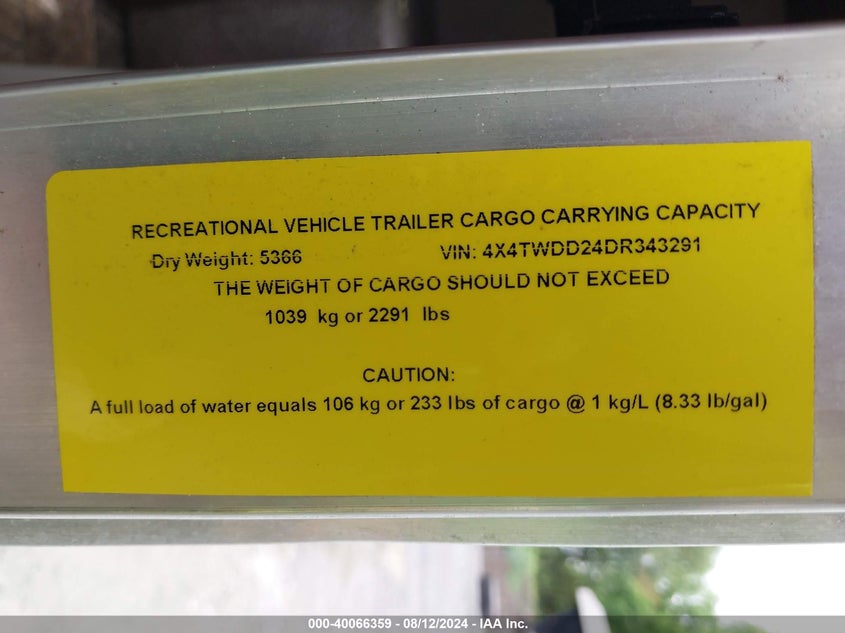 RECREATIONAL VEHICLE TRAILER CARGO CARRYING CAPACITY
Dry Weight: 5366 VIN: 4X4TWDD24DR343291
THE WEIGHT OF CARGO SHOULD NOT EXCEED
1039 kg or 2291 lbs
CAUTION:
A full load of water equals 106 kg or 233 lbs of cargo @ 1 kg/L (8.33 lb/gal)
000-40066359 - 08/12/2024 - IAA Inc.